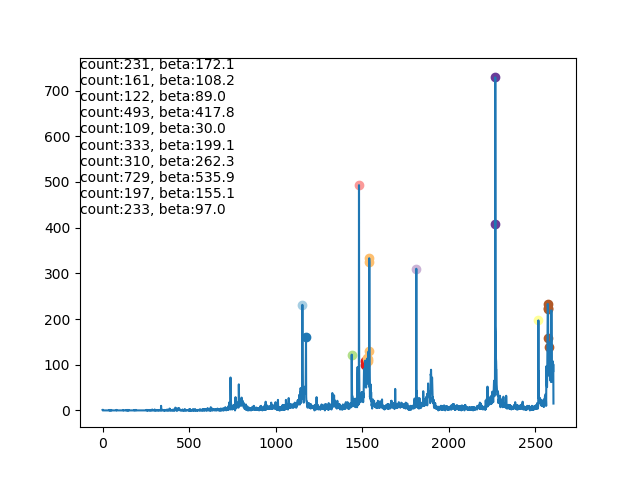 count:231, beta:172.1
count:161, beta:108.2
count:122, beta:89.0
count:493, beta:417.8
count:109, beta:30.0
count:333, beta:199.1
count:310, beta:262.3
count:729, beta:535.9
count:197, beta:155.1
count:233, beta:97.0
700
600
500
400
300
200
100
0
0 500 1000 1500 2000 2500